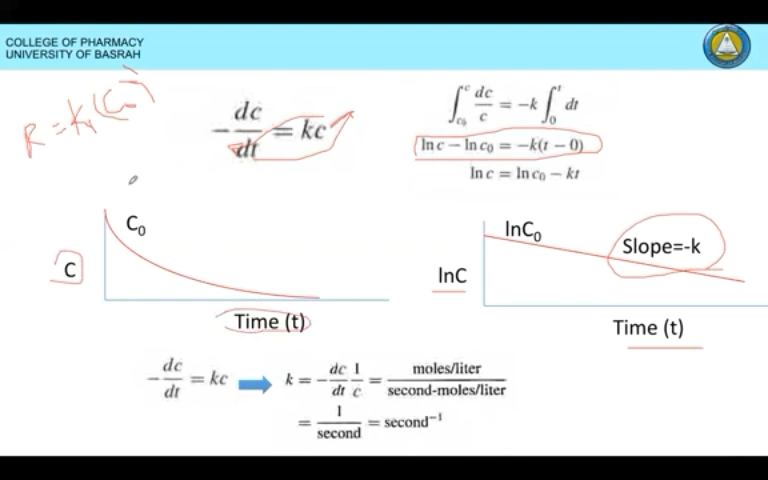 COLLEGE OF PHARMACY
UNIVERSITY OF BASRAH
-dc/dt = kc
∫_{c₀}^{c} dc/c = -k ∫_{0}^{t} dt
ln c - ln c₀ = -k(t - 0)
ln c = ln c₀ - kt
C₀
C
Time (t)
lnC₀
Slope=-k
lnC
Time (t)
-dc/dt = kc
k = -dc/dt 1/c = moles/liter / second-moles/liter
= 1/second = second⁻¹